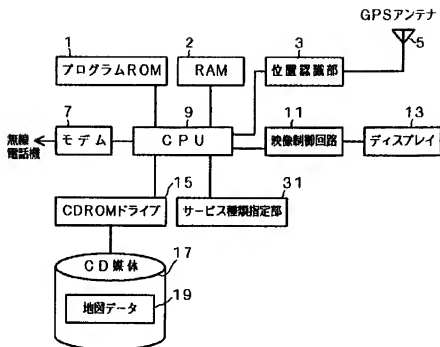 GPSアンテナ
5
1
プログラムROM
2
RAM
3
位置認識部
7
モデム
無線
電話機
9
CPU
11
映像制御回路
13
ディスプレイ
15
CDROMドライブ
31
サービス種類指定部
CD媒体
17
地図データ
19